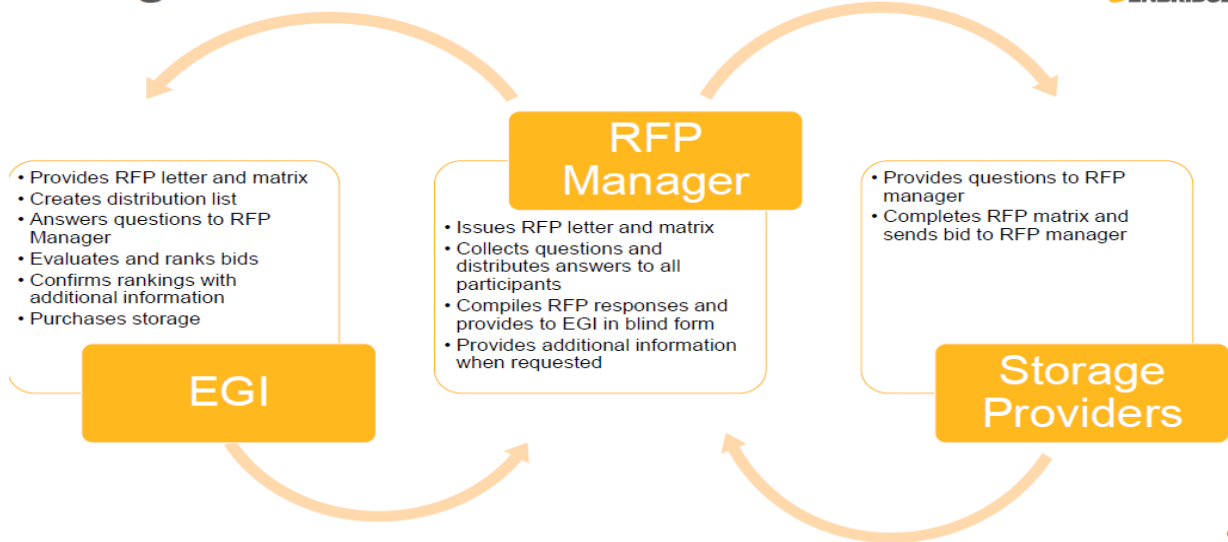 • Provides RFP letter and matrix
• Creates distribution list
• Answers questions to RFP
Manager
• Evaluates and ranks bids
• Confirms rankings with
additional information
• Purchases storage
EGI
RFP
Manager
• Issues RFP letter and matrix
• Collects questions and
distributes answers to all
participants
• Compiles RFP responses and
provides to EGI in blind form
• Provides additional information
when requested
• Provides questions to RFP
manager
• Completes RFP matrix and
sends bid to RFP manager
Storage
Providers